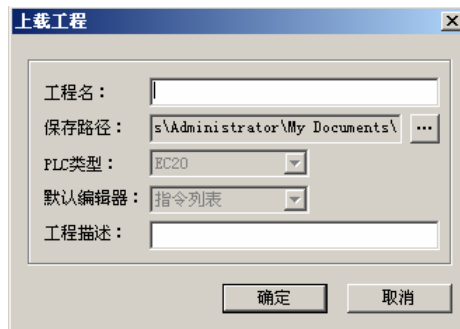 上载工程
工程名：
保存路径： s\Administrator\My Documents\ ...
PLC类型： EC20
默认编辑器： 指令列表
工程描述：
确定 取消